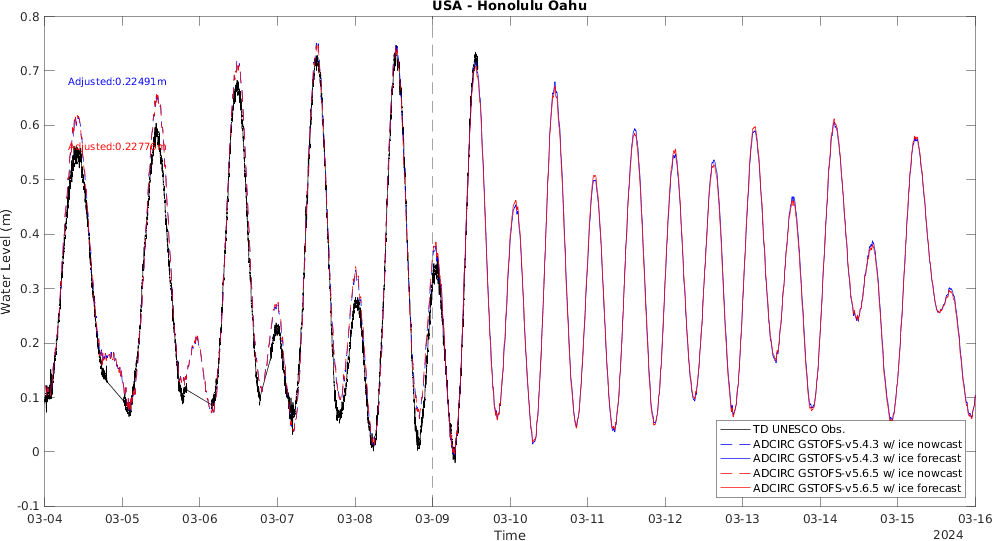 USA - Honolulu Oahu
0.8
0.7
0.6
0.5
0.4
0.3
0.2
0.1
0
-0.1
Water Level (m)
Adjusted:0.22491m
TD UNESCO Obs.
ADCIRC GSTOFS-v5.4.3 w/ ice nowcast
ADCIRC GSTOFS-v5.4.3 w/ ice forecast
ADCIRC GSTOFS-v5.6.5 w/ ice nowcast
ADCIRC GSTOFS-v5.6.5 w/ ice forecast
03-04 03-05 03-06 03-07 03-08 03-09 03-10 03-11 03-12 03-13 03-14 03-15 03-16
Time
2024